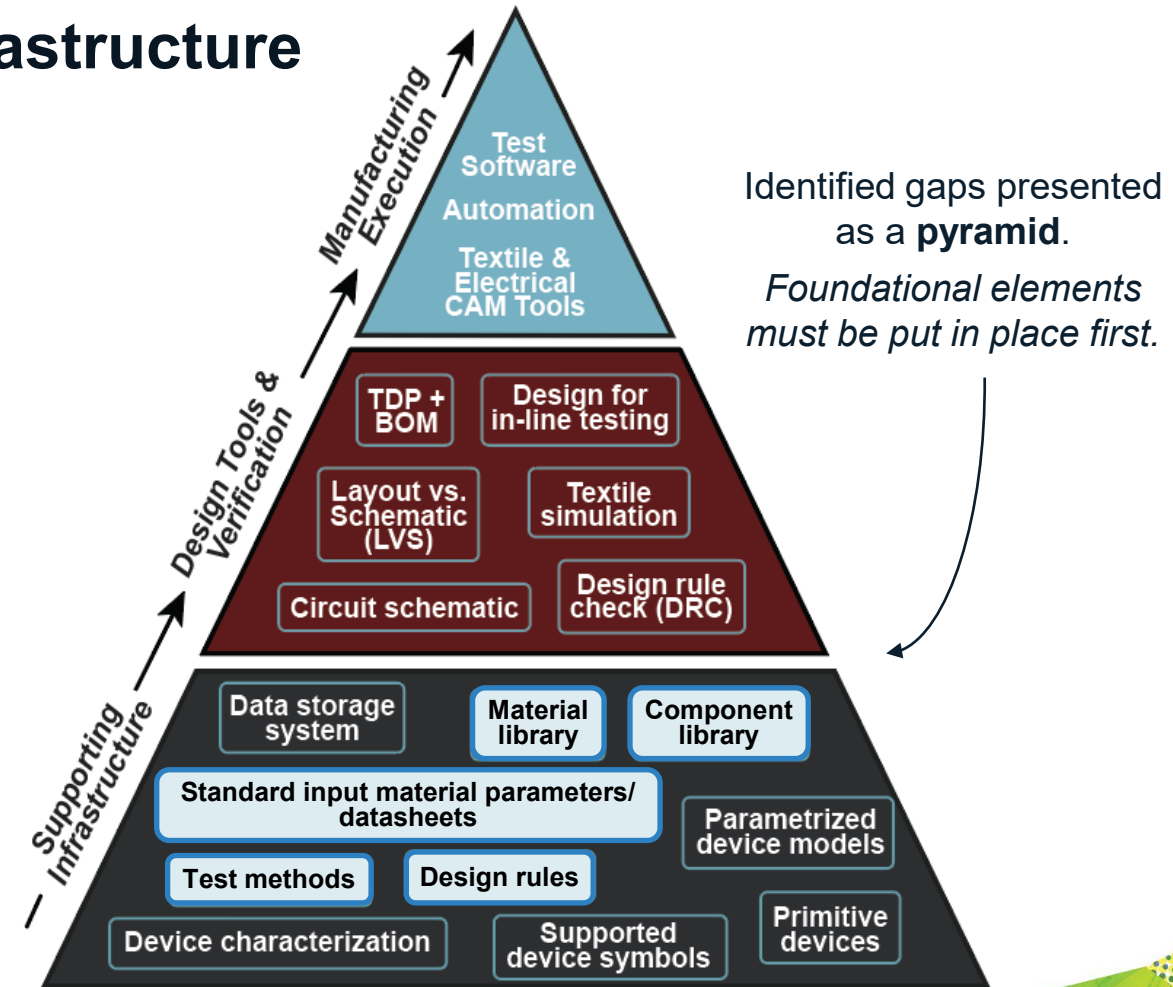 astructure
Manufacturing
Execution
Test
Software
Automation
Textile &
Electrical
CAM Tools
Identified gaps presented
as a pyramid.
Foundational elements
must be put in place first.
Design Tools &
Verification
TDP +
BOM
Design for
in-line testing
Layout vs.
Schematic
(LVS)
Textile
simulation
Circuit schematic
Design rule
check (DRC)
Supporting
Infrastructure
Data storage
system
Material
library
Component
library
Standard input material parameters/
datasheets
Parametrized
device models
Test methods
Design rules
Device characterization
Supported
device symbols
Primitive
devices